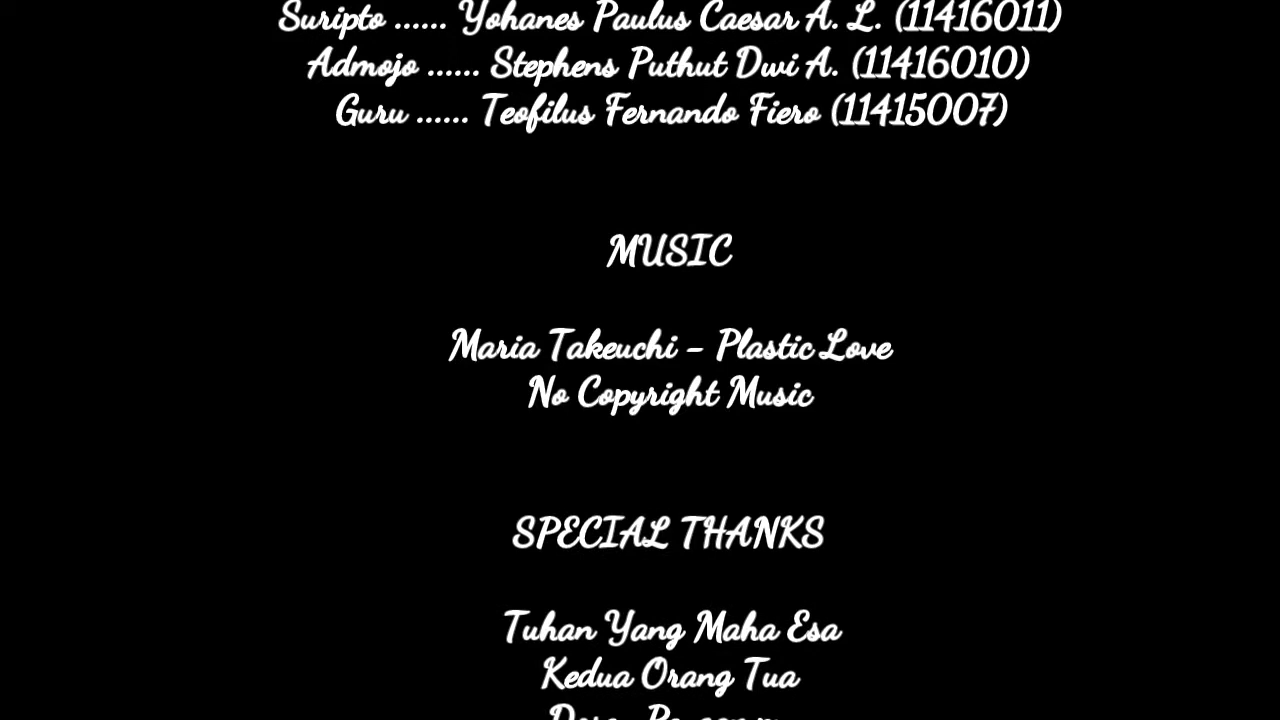 Suripto ...... Yohanes Paulus Caesar A. L. (11416011)
Admojo ...... Stephens Puthut Dwi A. (11416010)
Guru ...... Teofilus Fernando Fiero (11415007)
MUSIC
Maria Takeuchi - Plastic Love
No Copyright Music
SPECIAL THANKS
Tuhan Yang Maha Esa
Kedua Orang Tua